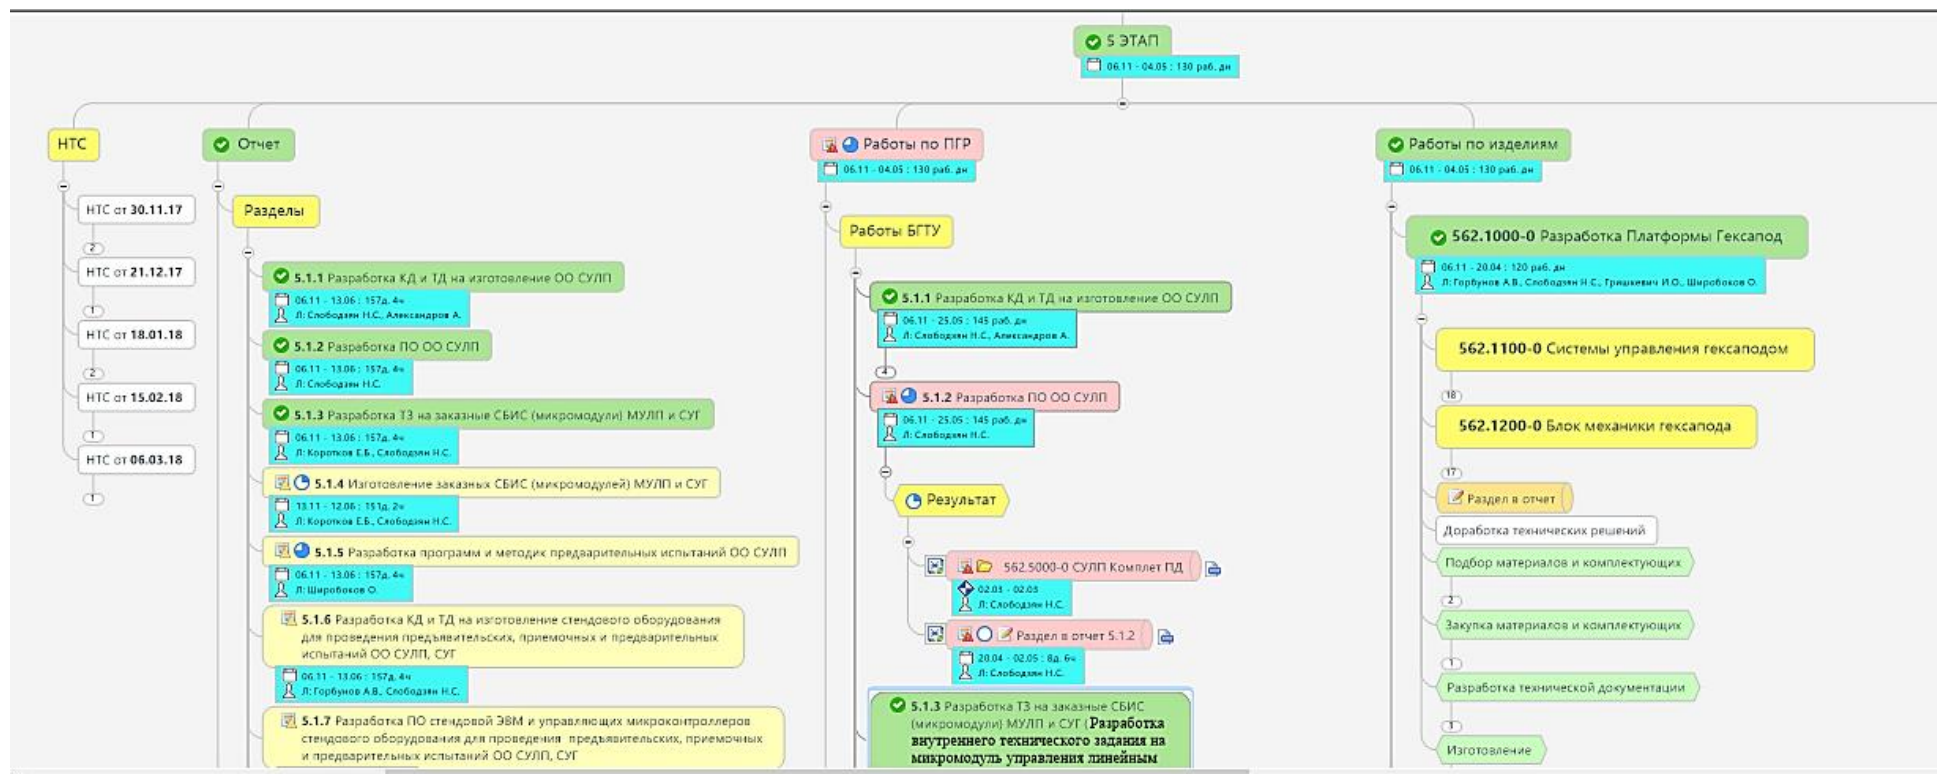 5 ЭТАП
06.11 - 04.05 : 130 раб. дн
НТС
НТС от 30.11.17
2
НТС от 21.12.17
1
НТС от 18.01.18
2
НТС от 15.02.18
1
НТС от 06.03.18
1
Отчет
Разделы
5.1.1 Разработка КД и ТД на изготовление ОО СУЛП
06.11 - 13.06 : 157д. 4ч
Л: Слободзян Н.С., Александров А.
5.1.2 Разработка ПО ОО СУЛП
06.11 - 13.06 : 157д. 4ч
Л: Слободзян Н.С.
5.1.3 Разработка ТЗ на заказные СБИС (микромодули) МУЛП и СУГ
06.11 - 13.06 : 157д. 4ч
Л: Коротков Е.Б., Слободзян Н.С.
5.1.4 Изготовление заказных СБИС (микромодулей) МУЛП и СУГ
13.11 - 12.06 : 151д. 2ч
Л: Коротков Е.Б., Слободзян Н.С.
5.1.5 Разработка программ и методик предварительных испытаний ОО СУЛП
06.11 - 13.06 : 157д. 4ч
Л: Широбоков О.
5.1.6 Разработка КД и ТД на изготовление стендового оборудования
для проведения предъявительских, приемочных и предварительных
испытаний ОО СУЛП, СУГ
06.11 - 13.06 : 157д. 4ч
Л: Горбунов А.В., Слободзян Н.С.
5.1.7 Разработка ПО стендовой ЭВМ и управляющих микроконтроллеров
стендового оборудования для проведения предъявительских, приемочных
и предварительных испытаний ОО СУЛП, СУГ
Работы по ПГР
06.11 - 04.05 : 130 раб. дн
Работы БГТУ
5.1.1 Разработка КД и ТД на изготовление ОО СУЛП
06.11 - 25.05 : 145 раб. дн
Л: Слободзян Н.С., Александров А.
4
5.1.2 Разработка ПО ОО СУЛП
06.11 - 25.05 : 145 раб. дн
Л: Слободзян Н.С.
Результат
562.5000-0 СУЛП Комплет ПД
02.03 - 02.03
Л: Слободзян Н.С.
Раздел в отчет 5.1.2
20.04 - 02.05 : 8д. 6ч
Л: Слободзян Н.С.
5.1.3 Разработка ТЗ на заказные СБИС
(микромодули) МУЛП и СУГ (Разработка
внутреннего технического задания на
микромодуль управления линейным
Работы по изделиям
06.11 - 04.05 : 130 раб. дн
562.1000-0 Разработка Платформы Гексапод
06.11 - 20.04 : 120 раб. дн
Л: Горбунов А.В., Слободзян Н.С., Гришкевич И.О., Широбоков О.
562.1100-0 Системы управления гексаподом
18
562.1200-0 Блок механики гексапода
17
Раздел в отчет
Доработка технических решений
Подбор материалов и комплектующих
2
Закупка материалов и комплектующих
1
Разработка технической документации
1
Изготовление